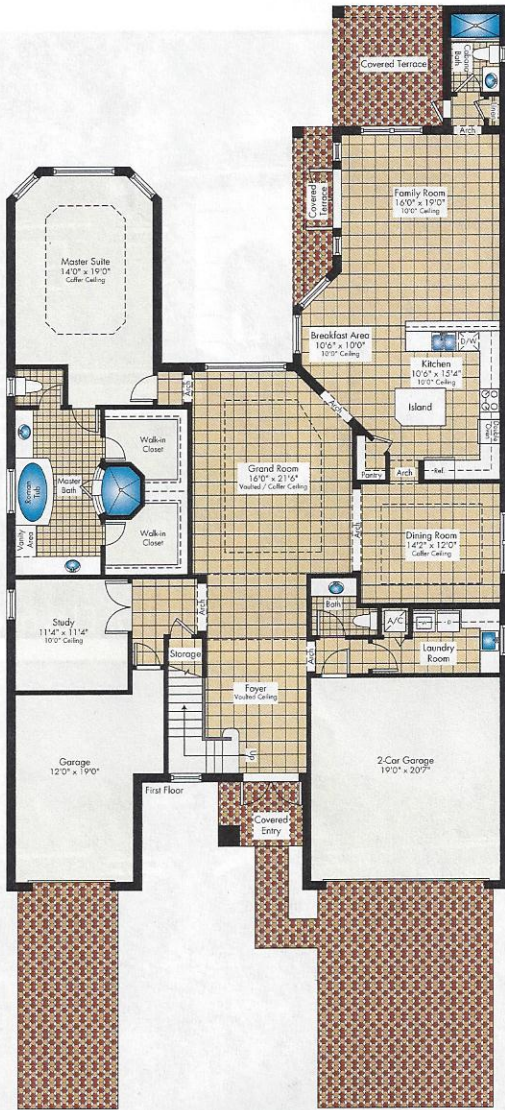 Covered Terrace
Cabana
Bath
Linen
Arch
Family Room
16'0" x 19'0"
10'0" Ceiling
Covered
Terrace
Master Suite
14'0" x 19'0"
Coffer Ceiling
Breakfast Area
10'6" x 10'0"
10'0" Ceiling
D/W
Kitchen
10'6" x 15'4"
10'0" Ceiling
Island
Double
Oven
Arch
Arch
Walk-in
Closet
Grand Room
16'0" x 21'6"
Vaulted / Coffer Ceiling
Pantry
Arch
Ref.
Roman
Tub
Master
Bath
Walk-in
Closet
Vanity
Area
Arch
Dining Room
14'2" x 12'0"
Coffer Ceiling
Study
11'4" x 11'4"
10'0" Ceiling
Arch
Bath
A/C
W
D
Laundry
Room
Storage
Arch
Foyer
Vaulted Ceiling
Up
Garage
12'0" x 19'0"
2-Car Garage
19'0" x 20'7"
First Floor
Covered
Entry